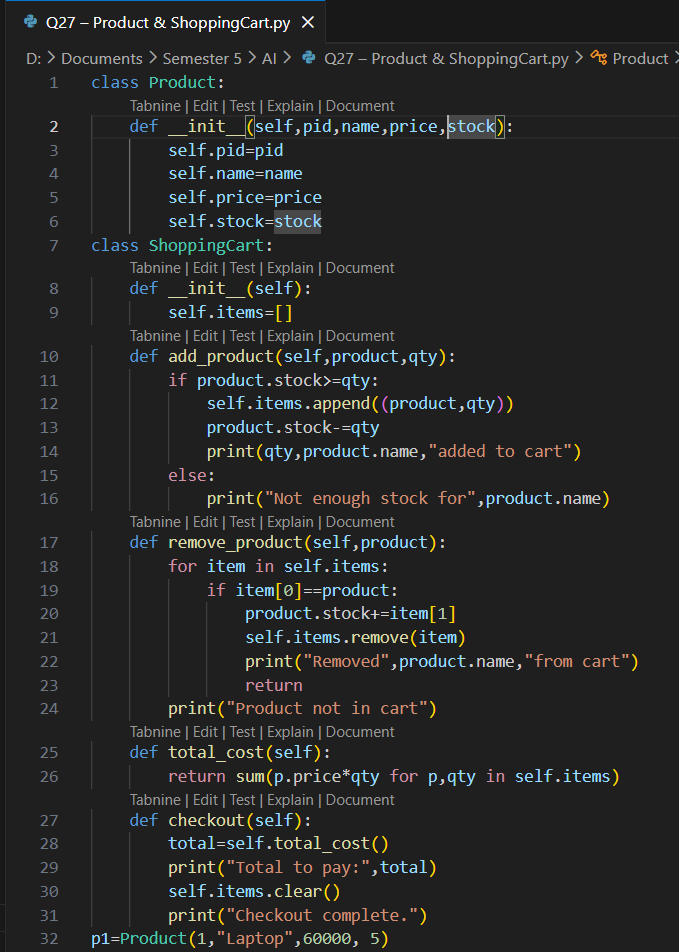 Q27 – Product & ShoppingCart.py ×
D: > Documents > Semester 5 > AI > Q27 – Product & ShoppingCart.py > Product >
1 class Product:
Tabnine | Edit | Test | Explain | Document
2     def __init__(self,pid,name,price,stock):
3         self.pid=pid
4         self.name=name
5         self.price=price
6         self.stock=stock
7 class ShoppingCart:
Tabnine | Edit | Test | Explain | Document
8     def __init__(self):
9         self.items=[]
Tabnine | Edit | Test | Explain | Document
10     def add_product(self,product,qty):
11         if product.stock>=qty:
12             self.items.append((product,qty))
13             product.stock-=qty
14             print(qty,product.name,"added to cart")
15         else:
16             print("Not enough stock for",product.name)
Tabnine | Edit | Test | Explain | Document
17     def remove_product(self,product):
18         for item in self.items:
19             if item[0]==product:
20                 product.stock+=item[1]
21                 self.items.remove(item)
22                 print("Removed",product.name,"from cart")
23                 return
24         print("Product not in cart")
Tabnine | Edit | Test | Explain | Document
25     def total_cost(self):
26         return sum(p.price*qty for p,qty in self.items)
Tabnine | Edit | Test | Explain | Document
27     def checkout(self):
28         total=self.total_cost()
29         print("Total to pay:",total)
30         self.items.clear()
31         print("Checkout complete.")
32 p1=Product(1,"Laptop",60000, 5)